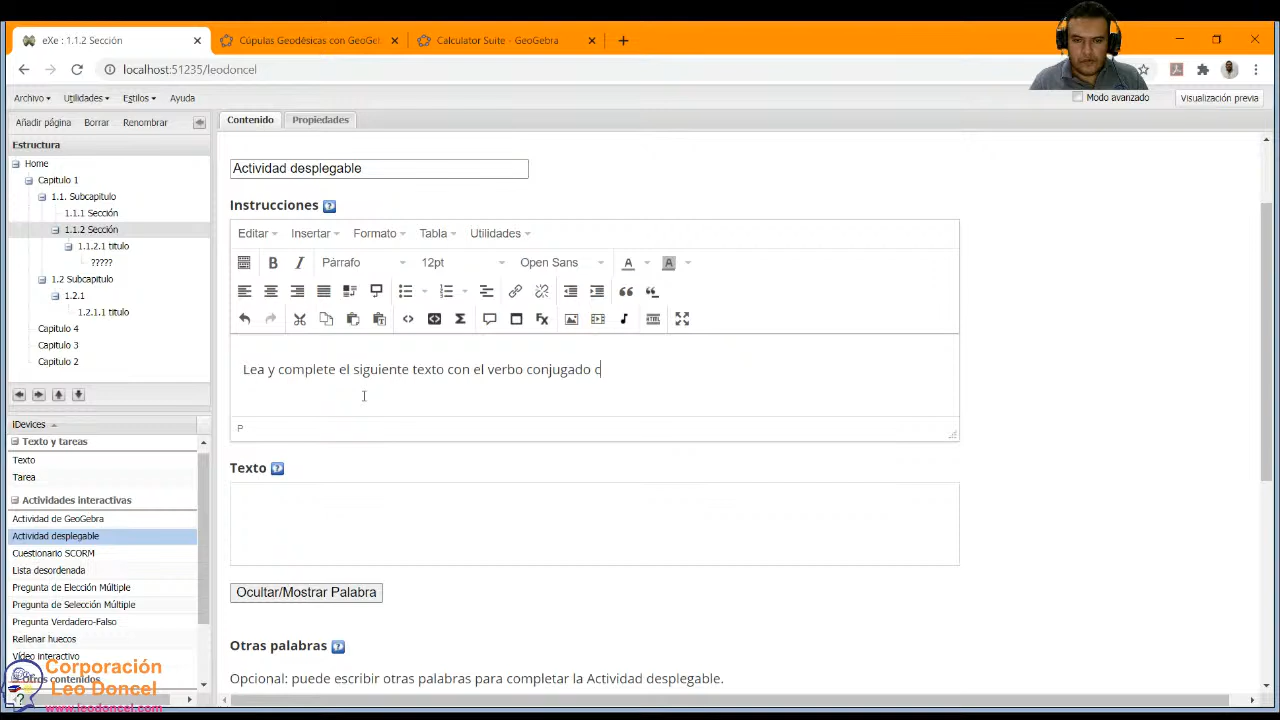 eXe : 1.1.2 Sección
Cúpulas Geodésicas con GeoGe
Calculator Suite - GeoGebra
localhost:51235/leodoncel
Archivo
Utilidades
Estilos
Ayuda
Modo avanzado
Visualización previa
Añadir página
Borrar
Renombrar
Contenido
Propiedades
Estructura
Home
Capitulo 1
1.1. Subcapitulo
1.1.1 Sección
1.1.2 Sección
1.1.2.1 titulo
?????
1.2 Subcapitulo
1.2.1
1.2.1.1 titulo
Capitulo 4
Capitulo 3
Capitulo 2
Actividad desplegable
Instrucciones
Editar
Insertar
Formato
Tabla
Utilidades
Párrafo
12pt
Open Sans
Lea y complete el siguiente texto con el verbo conjugado c
P
iDevices
Texto y tareas
Texto
Tarea
Actividades interactivas
Actividad de GeoGebra
Actividad desplegable
Cuestionario SCORM
Lista desordenada
Pregunta de Elección Múltiple
Pregunta de Selección Múltiple
Pregunta Verdadero-Falso
Rellenar huecos
Vídeo interactivo
Texto
Ocultar/Mostrar Palabra
Otras palabras
Opcional: puede escribir otras palabras para completar la Actividad desplegable.
Corporación
Leo Doncel
www.leodoncel.com